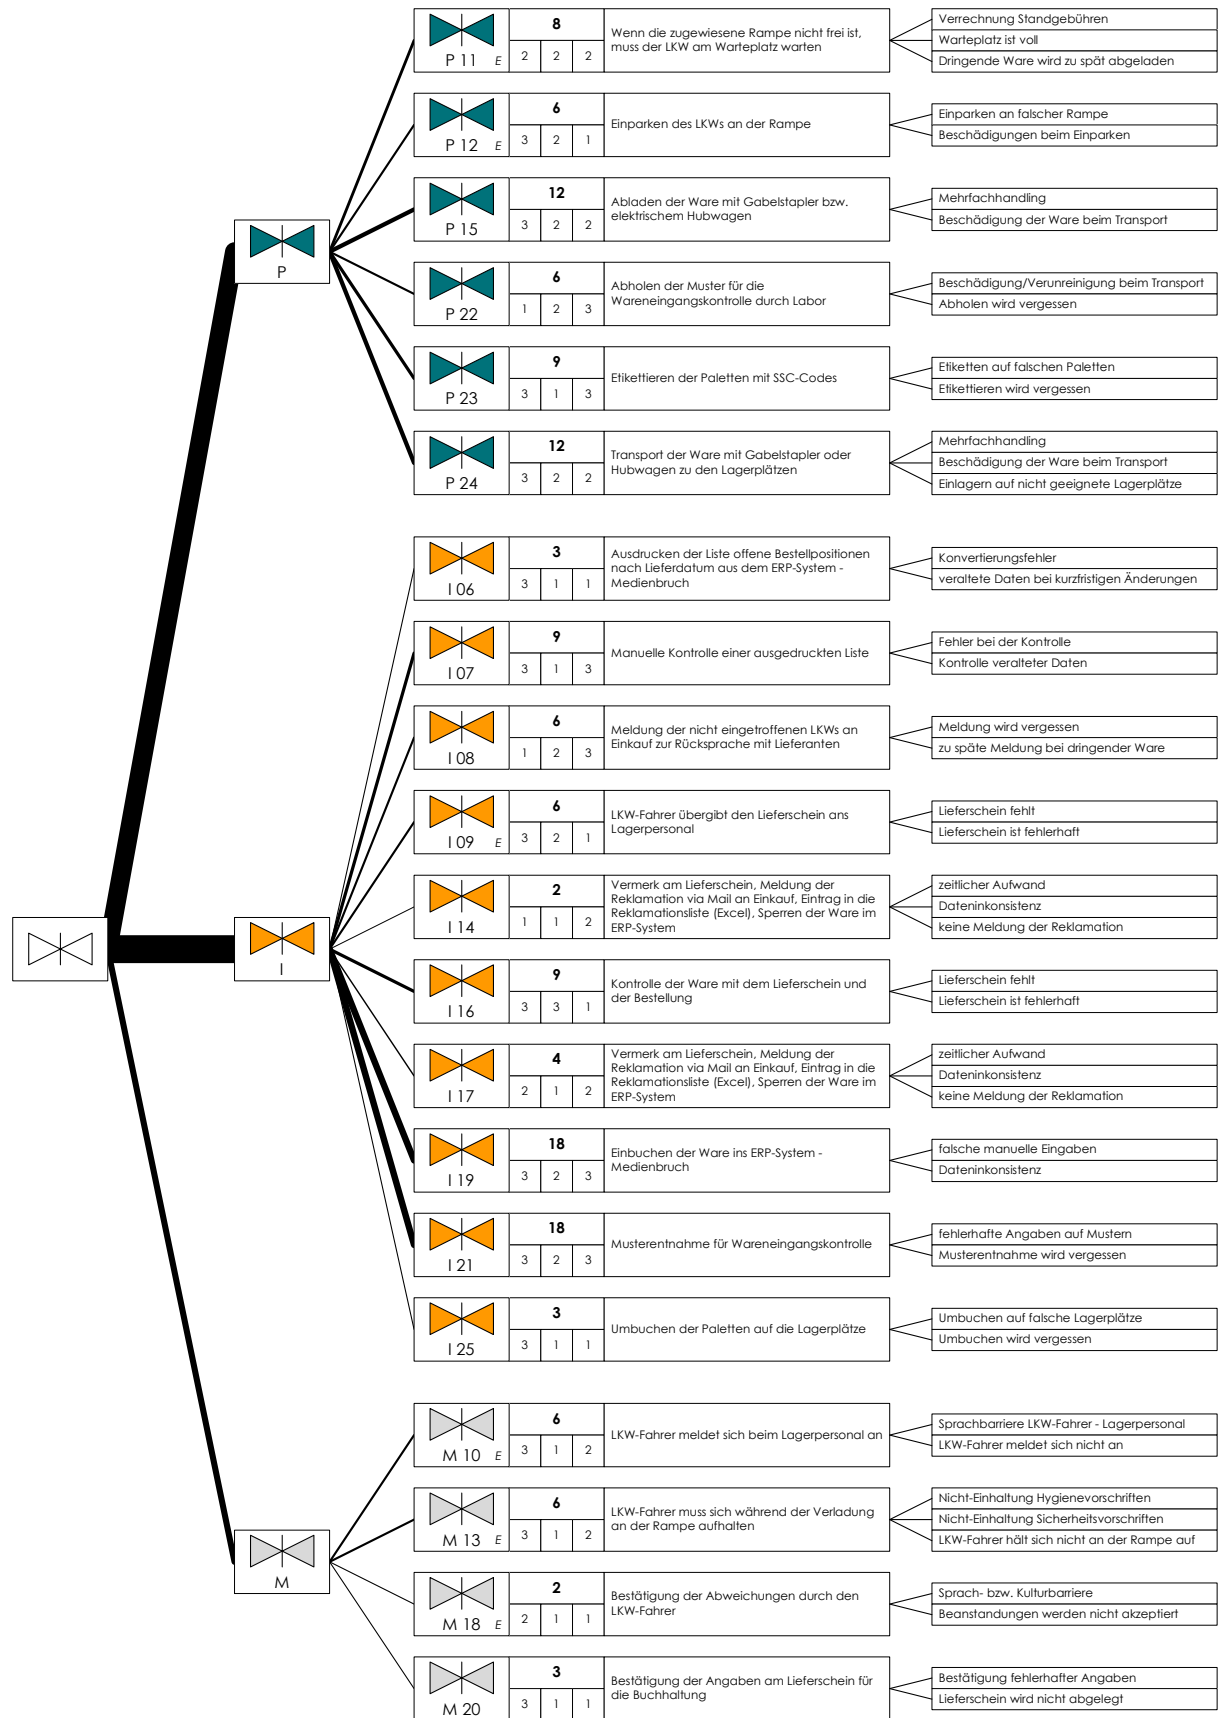 8
P 11 E 2 2 2
Wenn die zugewiesene Rampe nicht frei ist,
muss der LKW am Warteplatz warten
Verrechnung Standgebühren
Warteplatz ist voll
Dringende Ware wird zu spät abgeladen
6
P 12 E 3 2 1
Einparken des LKWs an der Rampe
Einparken an falscher Rampe
Beschädigungen beim Einparken
12
P 15 3 2 2
Abladen der Ware mit Gabelstapler bzw.
elektrischem Hubwagen
Mehrfachhandling
Beschädigung der Ware beim Transport
P
6
P 22 1 2 3
Abholen der Muster für die
Wareneingangskontrolle durch Labor
Beschädigung/Verunreinigung beim Transport
Abholen wird vergessen
9
P 23 3 1 3
Etikettieren der Paletten mit SSC-Codes
Etiketten auf falschen Paletten
Etikettieren wird vergessen
12
P 24 3 2 2
Transport der Ware mit Gabelstapler oder
Hubwagen zu den Lagerplätzen
Mehrfachhandling
Beschädigung der Ware beim Transport
Einlagern auf nicht geeignete Lagerplätze
3
I 06 3 1 1
Ausdrucken der Liste offene Bestellpositionen
nach Lieferdatum aus dem ERP-System -
Medienbruch
Konvertierungsfehler
veraltete Daten bei kurzfristigen Änderungen
9
I 07 3 1 3
Manuelle Kontrolle einer ausgedruckten Liste
Fehler bei der Kontrolle
Kontrolle veralteter Daten
6
I 08 1 2 3
Meldung der nicht eingetroffenen LKWs an
Einkauf zur Rücksprache mit Lieferanten
Meldung wird vergessen
zu späte Meldung bei dringender Ware
6
I 09 E 3 2 1
LKW-Fahrer übergibt den Lieferschein ans
Lagerpersonal
Lieferschein fehlt
Lieferschein ist fehlerhaft
2
I 14 1 1 2
Vermerk am Lieferschein, Meldung der
Reklamation via Mail an Einkauf, Eintrag in die
Reklamationsliste (Excel), Sperren der Ware im
ERP-System
zeitlicher Aufwand
Dateninkonsistenz
keine Meldung der Reklamation
I
9
I 16 3 3 1
Kontrolle der Ware mit dem Lieferschein und
der Bestellung
Lieferschein fehlt
Lieferschein ist fehlerhaft
4
I 17 2 1 2
Vermerk am Lieferschein, Meldung der
Reklamation via Mail an Einkauf, Eintrag in die
Reklamationsliste (Excel), Sperren der Ware im
ERP-System
zeitlicher Aufwand
Dateninkonsistenz
keine Meldung der Reklamation
18
I 19 3 2 3
Einbuchen der Ware ins ERP-System -
Medienbruch
falsche manuelle Eingaben
Dateninkonsistenz
18
I 21 3 2 3
Musterentnahme für Wareneingangskontrolle
fehlerhafte Angaben auf Mustern
Musterentnahme wird vergessen
3
I 25 3 1 1
Umbuchen der Paletten auf die Lagerplätze
Umbuchen auf falsche Lagerplätze
Umbuchen wird vergessen
6
M 10 E 3 1 2
LKW-Fahrer meldet sich beim Lagerpersonal an
Sprachbarriere LKW-Fahrer - Lagerpersonal
LKW-Fahrer meldet sich nicht an
6
M 13 E 3 1 2
LKW-Fahrer muss sich während der Verladung
an der Rampe aufhalten
Nicht-Einhaltung Hygienevorschriften
Nicht-Einhaltung Sicherheitsvorschriften
LKW-Fahrer hält sich nicht an der Rampe auf
M
2
M 18 E 2 1 1
Bestätigung der Abweichungen durch den
LKW-Fahrer
Sprach- bzw. Kulturbarriere
Beanstandungen werden nicht akzeptiert
3
M 20 3 1 1
Bestätigung der Angaben am Lieferschein für
die Buchhaltung
Bestätigung fehlerhafter Angaben
Lieferschein wird nicht abgelegt